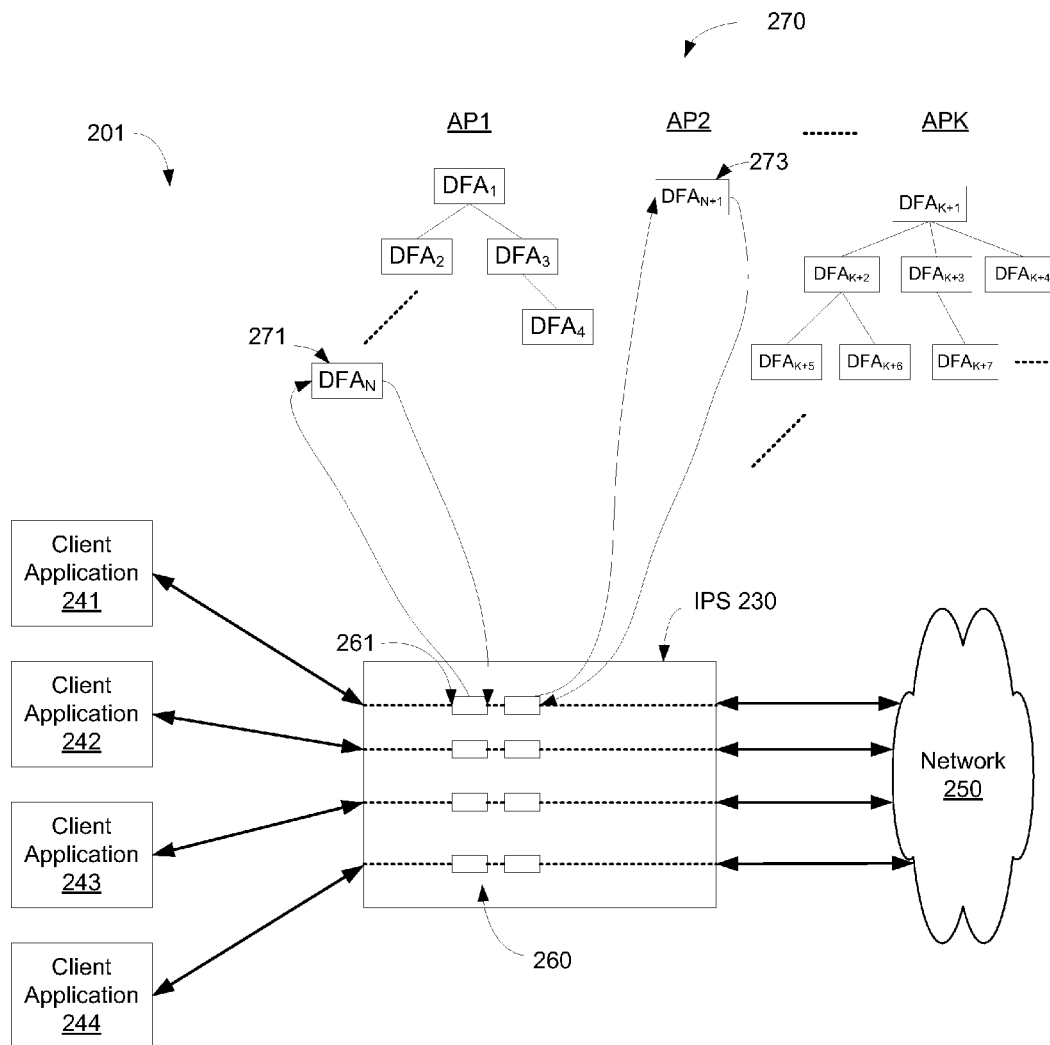 270
AP1
AP2
APK
201
273
DFA1
DFAN+1
DFAK+1
DFA2
DFA3
DFAK+2
DFAK+3
DFAK+4
DFA4
271
DFAN
DFAK+5
DFAK+6
DFAK+7
Client
Application
241
IPS 230
261
Client
Application
242
Network
250
Client
Application
243
260
Client
Application
244